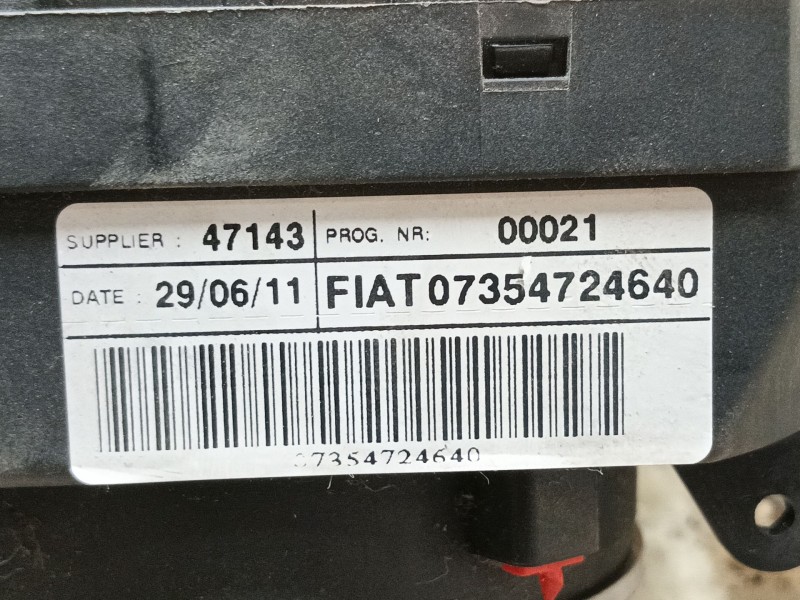 SUPPLIER : 47143 PROG. NR: 00021
DATE : 29/06/11 FIAT07354724640
07354724640